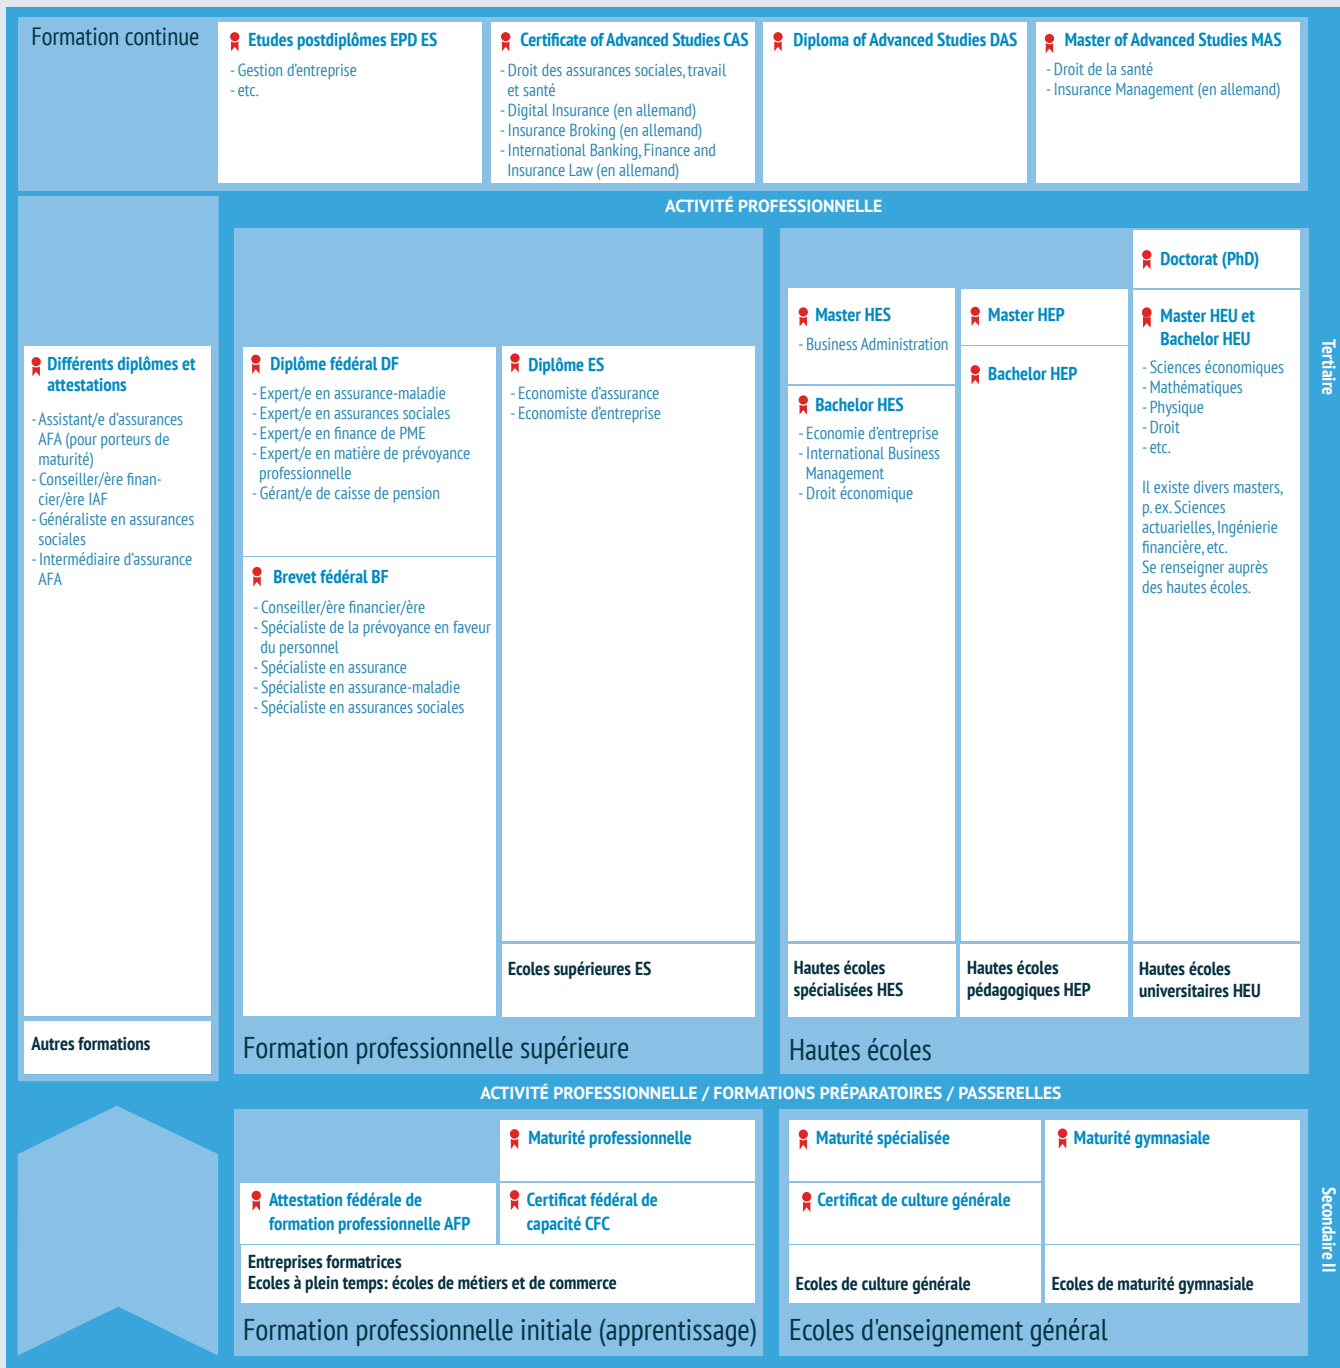 Formation continue
Etudes postdiplômes EPD ES
- Gestion d'entreprise
- etc.
Certificate of Advanced Studies CAS
- Droit des assurances sociales, travail
et santé
- Digital Insurance (en allemand)
- Insurance Broking (en allemand)
- International Banking, Finance and
Insurance Law (en allemand)
Diploma of Advanced Studies DAS
Master of Advanced Studies MAS
- Droit de la santé
- Insurance Management (en allemand)
ACTIVITÉ PROFESSIONNELLE
Différents diplômes et
attestations
- Assistant/e d'assurances
AFA (pour porteurs de
maturité)
- Conseiller/ère finan-
cier/ère IAF
- Généraliste en assurances
sociales
- Intermédiaire d'assurance
AFA
Autres formations
Diplôme fédéral DF
- Expert/e en assurance-maladie
- Expert/e en assurances sociales
- Expert/e en finance de PME
- Expert/e en matière de prévoyance
professionnelle
- Gérant/e de caisse de pension
Brevet fédéral BF
- Conseiller/ère financier/ère
- Spécialiste de la prévoyance en faveur
du personnel
- Spécialiste en assurance
- Spécialiste en assurance-maladie
- Spécialiste en assurances sociales
Diplôme ES
- Economiste d'assurance
- Economiste d'entreprise
Ecoles supérieures ES
Formation professionnelle supérieure
Master HES
- Business Administration
Bachelor HES
- Economie d'entreprise
- International Business
Management
- Droit économique
Hautes écoles
spécialisées HES
Master HEP
Bachelor HEP
Hautes écoles
pédagogiques HEP
Doctorat (PhD)
Master HEU et
Bachelor HEU
- Sciences économiques
- Mathématiques
- Physique
- Droit
- etc.
Il existe divers masters,
p. ex. Sciences
actuarielles, Ingénierie
financière, etc.
Se renseigner auprès
des hautes écoles.
Hautes écoles
universitaires HEU
Hautes écoles
Tertiaire
ACTIVITÉ PROFESSIONNELLE / FORMATIONS PRÉPARATOIRES / PASSERELLES
Maturité professionnelle
Attestation fédérale de
formation professionnelle AFP
Certificat fédéral de
capacité CFC
Entreprises formatrices
Ecoles à plein temps: écoles de métiers et de commerce
Formation professionnelle initiale (apprentissage)
Maturité spécialisée
Certificat de culture générale
Ecoles de culture générale
Maturité gymnasiale
Ecoles de maturité gymnasiale
Ecoles d'enseignement général
Secondaire II